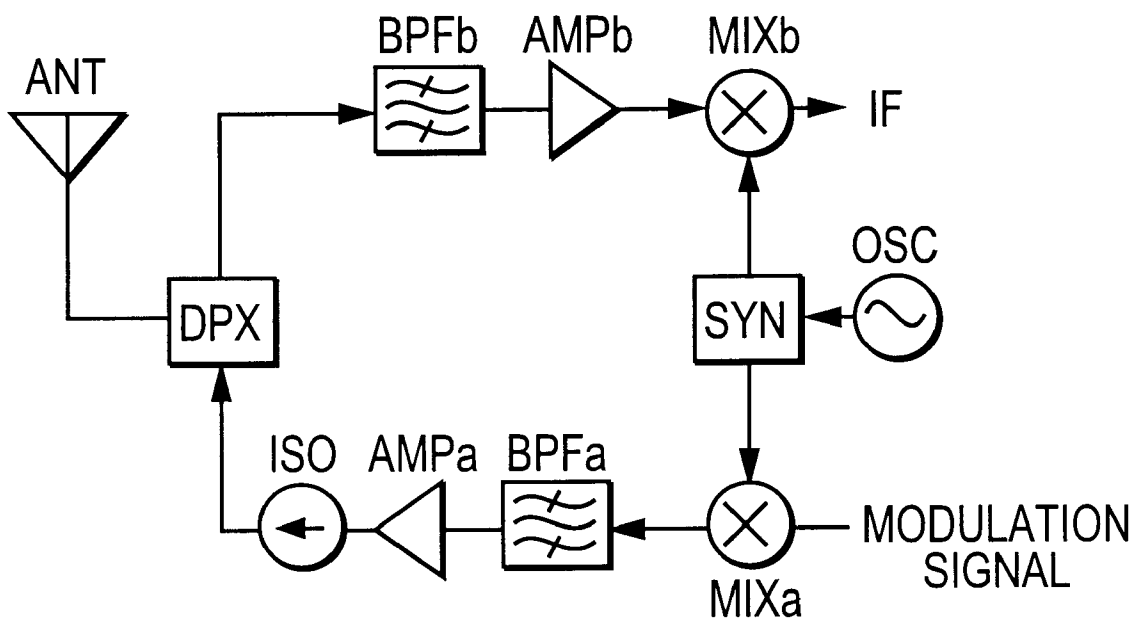 BPFb
AMPb
MIXb
ANT
IF
OSC
DPX
SYN
ISO
AMPa
BPFa
MODULATION
SIGNAL
MIXa